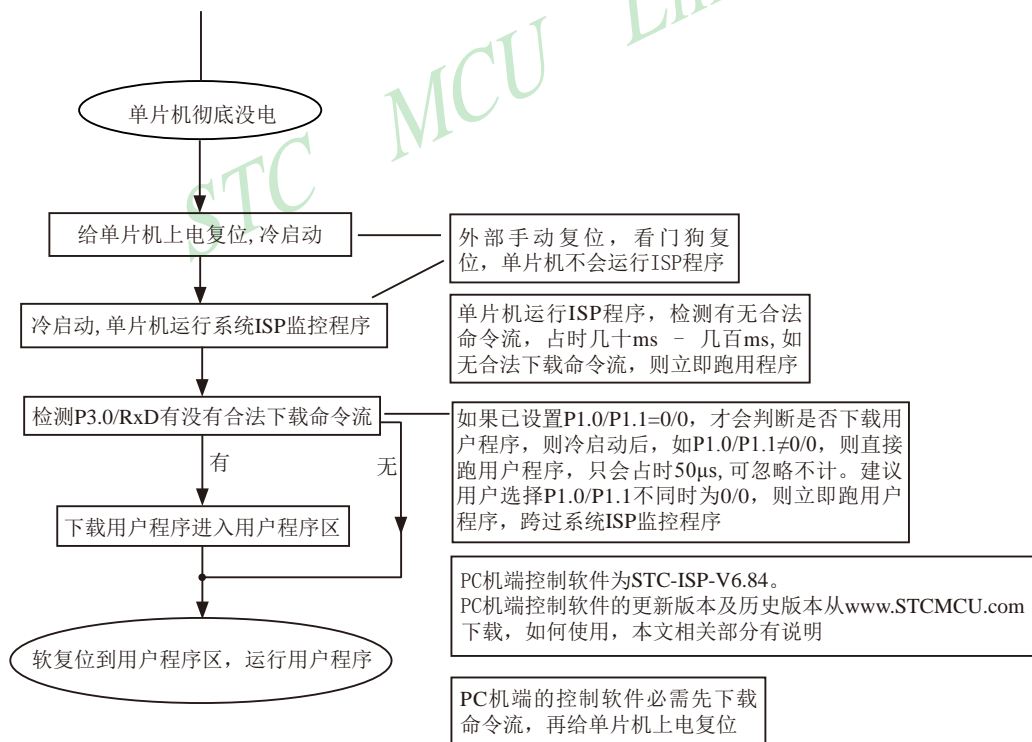 STC MCU
单片机彻底没电
给单片机上电复位,冷启动
外部手动复位，看门狗复
位，单片机不会运行ISP程序
冷启动,单片机运行系统ISP监控程序
单片机运行ISP程序，检测有无合法
命令流，占时几十ms － 几百ms,如
无合法下载命令流，则立即跑用程序
检测P3.0/RxD有没有合法下载命令流
如果已设置P1.0/P1.1=0/0，才会判断是否下载用
户程序，则冷启动后，如P1.0/P1.1≠0/0，则直接
跑用户程序，只会占时50μs,可忽略不计。建议
用户选择P1.0/P1.1不同时为0/0，则立即跑用户
程序，跨过系统ISP监控程序
有
无
下载用户程序进入用户程序区
PC机端控制软件为STC-ISP-V6.84。
PC机端控制软件的更新版本及历史版本从www.STCMCU.com
下载，如何使用，本文相关部分有说明
软复位到用户程序区，运行用户程序
PC机端的控制软件必需先下载
命令流，再给单片机上电复位